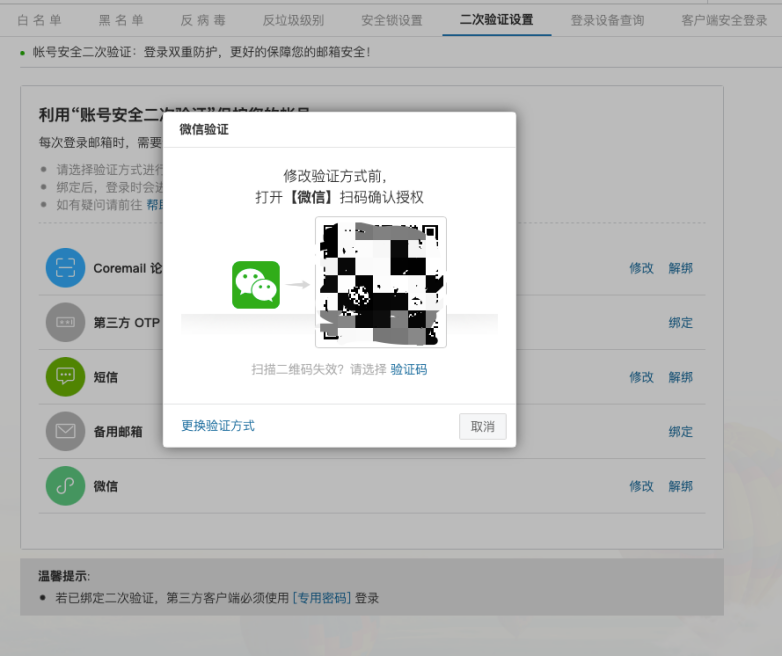 白名单 黑名单 反病毒 反垃圾级别 安全锁设置 二次验证设置 登录设备查询 客户端安全登录
帐号安全二次验证：登录双重防护，更好的保障您的邮箱安全！
利用“账号安全二次
每次登录邮箱时，需要
请选择验证方式进行
绑定后，登录时会
如有疑问请前往
微信验证
修改验证方式前，
打开【微信】扫码确认授权
扫描二维码失效？请选择 验证码
更换验证方式 取消
Coremail 论 修改 解绑
第三方 OTP 绑定
短信 修改 解绑
备用邮箱 绑定
微信 修改 解绑
温馨提示:
若已绑定二次验证，第三方客户端必须使用 [专用密码] 登录